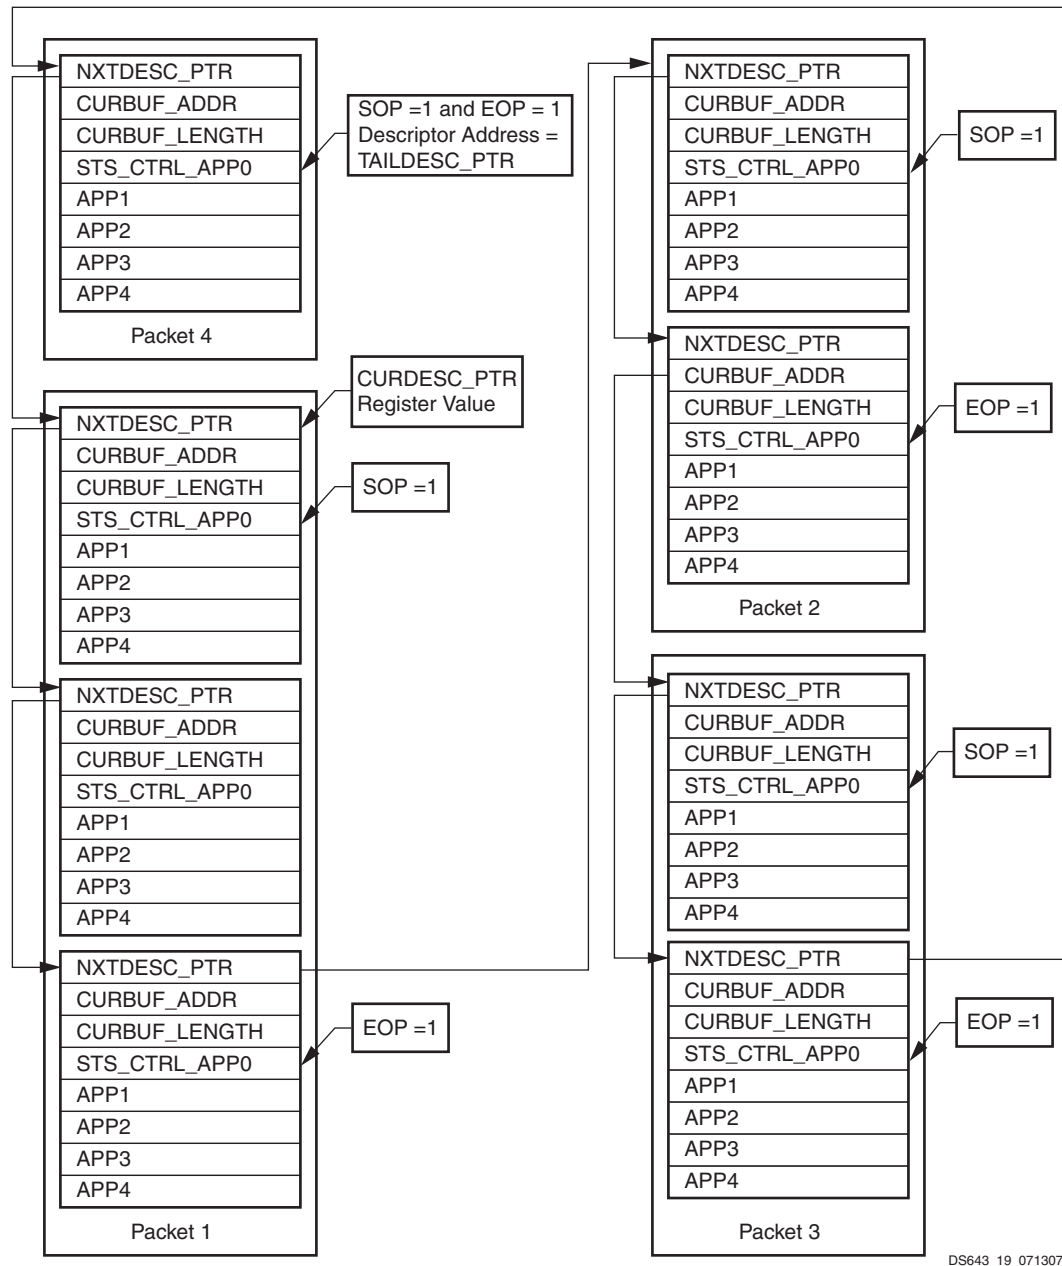 NXTDESC_PTR
CURBUF_ADDR
CURBUF_LENGTH
STS_CTRL_APP0
APP1
APP2
APP3
APP4
Packet 4
SOP =1 and EOP = 1
Descriptor Address =
TAILDESC_PTR
CURDESC_PTR
Register Value
NXTDESC_PTR
CURBUF_ADDR
CURBUF_LENGTH
STS_CTRL_APP0
APP1
APP2
APP3
APP4
SOP =1
NXTDESC_PTR
CURBUF_ADDR
CURBUF_LENGTH
STS_CTRL_APP0
APP1
APP2
APP3
APP4
NXTDESC_PTR
CURBUF_ADDR
CURBUF_LENGTH
STS_CTRL_APP0
APP1
APP2
APP3
APP4
EOP =1
Packet 1
NXTDESC_PTR
CURBUF_ADDR
CURBUF_LENGTH
STS_CTRL_APP0
APP1
APP2
APP3
APP4
SOP =1
NXTDESC_PTR
CURBUF_ADDR
CURBUF_LENGTH
STS_CTRL_APP0
APP1
APP2
APP3
APP4
EOP =1
Packet 2
NXTDESC_PTR
CURBUF_ADDR
CURBUF_LENGTH
STS_CTRL_APP0
APP1
APP2
APP3
APP4
SOP =1
NXTDESC_PTR
CURBUF_ADDR
CURBUF_LENGTH
STS_CTRL_APP0
APP1
APP2
APP3
APP4
EOP =1
Packet 3
DS643_19_071307